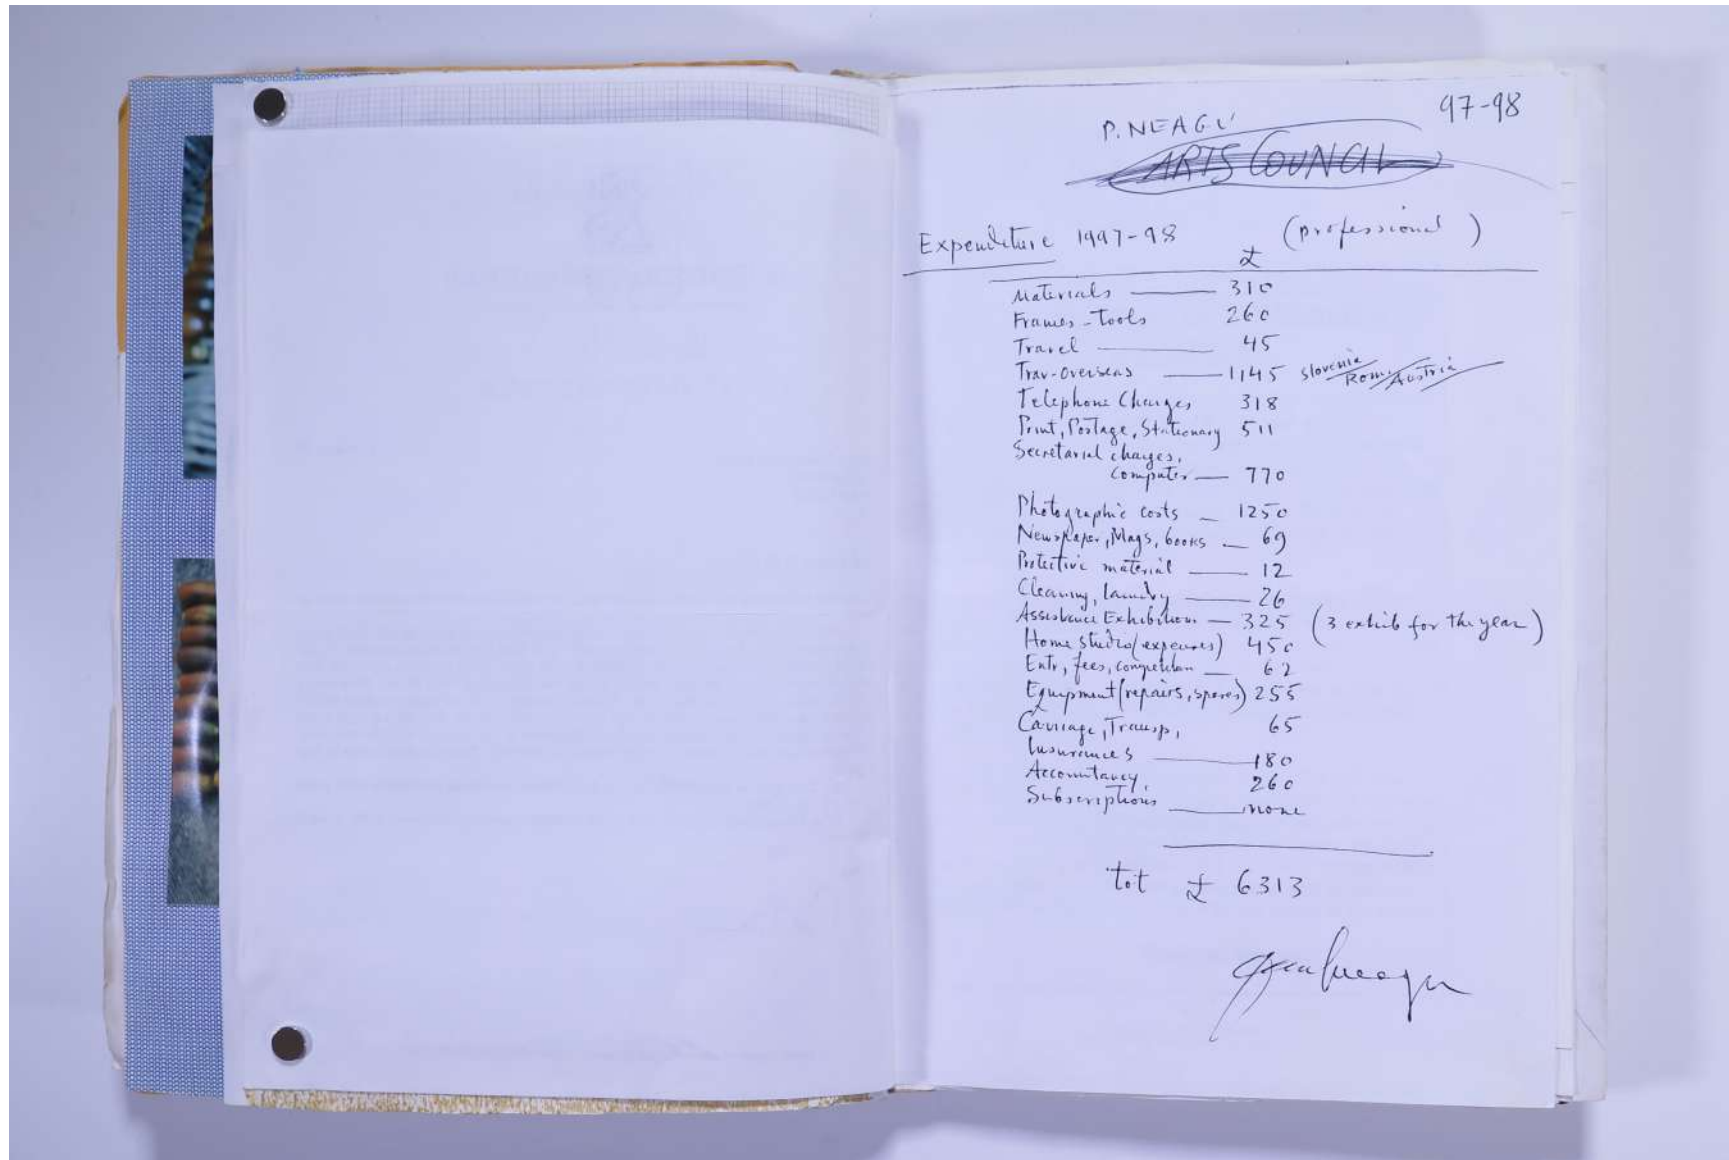 97-98
P. NEAGU
ARTS COUNCIL
Expenditure 1997-98 (professional)
£
Materials — 310
Frames - Tools 260
Travel — 45
Trav-overseas — 1145 Slovenia/Rom./Austria
Telephone Charges 318
Print, Postage, Stationary 511
Secretarial charges,
computer — 770
Photographic costs — 1250
Newspaper, Mags, books — 69
Protective material — 12
Cleaning, laundry — 26
Assistance Exhibition — 325 (3 exhib for the year)
Home studio (expenses) 450
Entr, fees, competition — 62
Equipment (repairs, spares) 255
Carriage, Transp, 65
Insurances — 180
Accountancy 260
Subscriptions — none
tot £ 6313